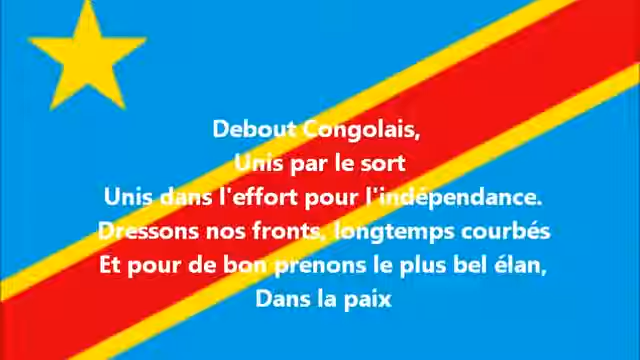 Debout Congolais,
Unis par le sort
Unis dans l'effort pour l'indépendance.
Dressons nos fronts, longtemps courbés
Et pour de bon prenons le plus bel élan,
Dans la paix